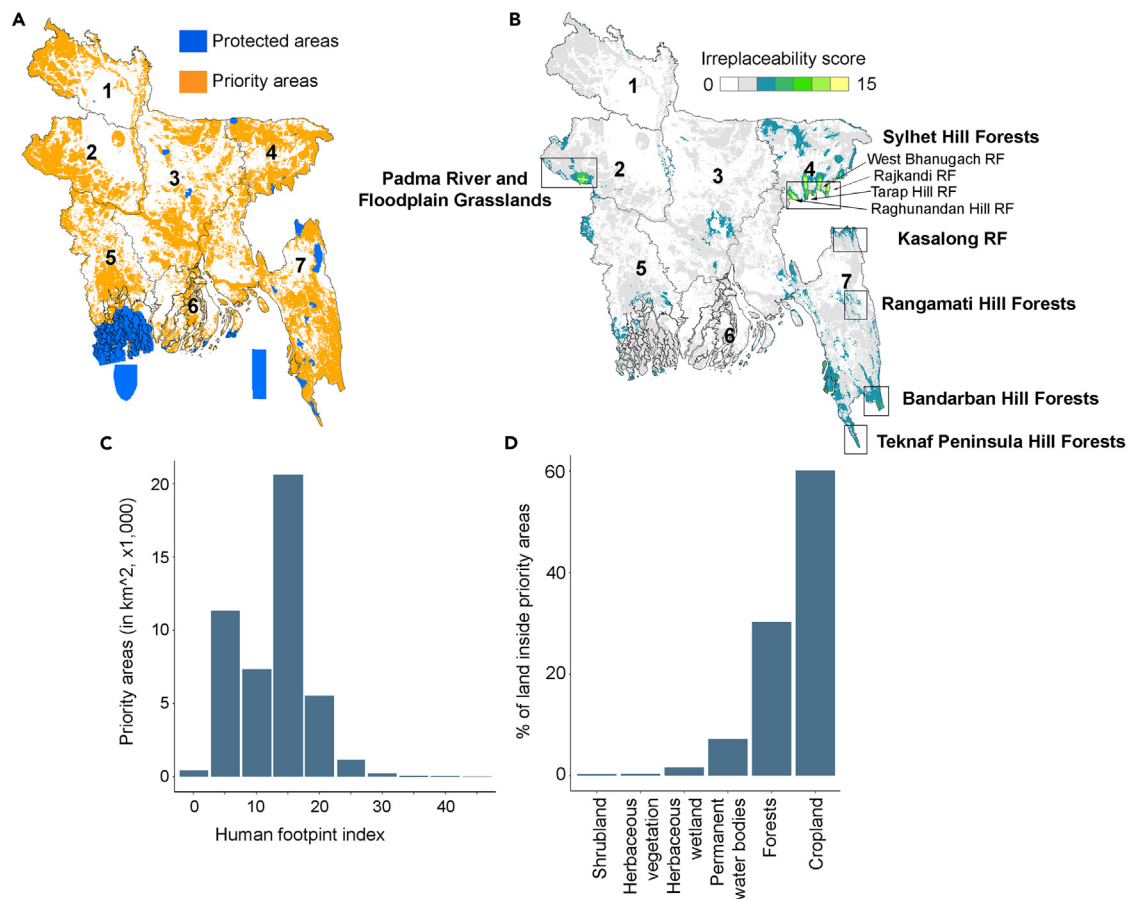 A
Protected areas
Priority areas
1
2
3
4
5
6
7
B
Irreplaceability score
0 15
1
2
3
4
5
6
7
Sylhet Hill Forests
West Bhanugach RF
Rajkandi RF
Tarap Hill RF
Raghunandan Hill RF
Padma River and
Floodplain Grasslands
Kasalong RF
Rangamati Hill Forests
Bandarban Hill Forests
Teknaf Peninsula Hill Forests
C
Priority areas (in km^2, x1,000)
20
15
10
5
0
0 10 20 30 40
Human footpint index
D
% of land inside priority areas
60
40
20
0
Shrubland
Herbaceous
vegetation
Herbaceous
wetland
Permanent
water bodies
Forests
Cropland